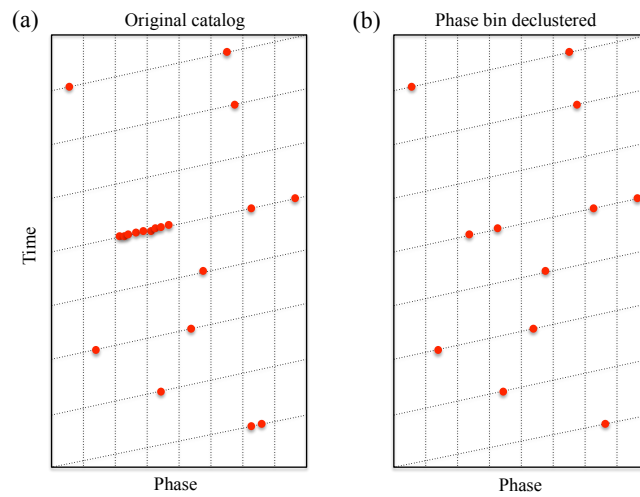 (a)
Original catalog
(b)
Phase bin declustered
Time
Phase
Phase